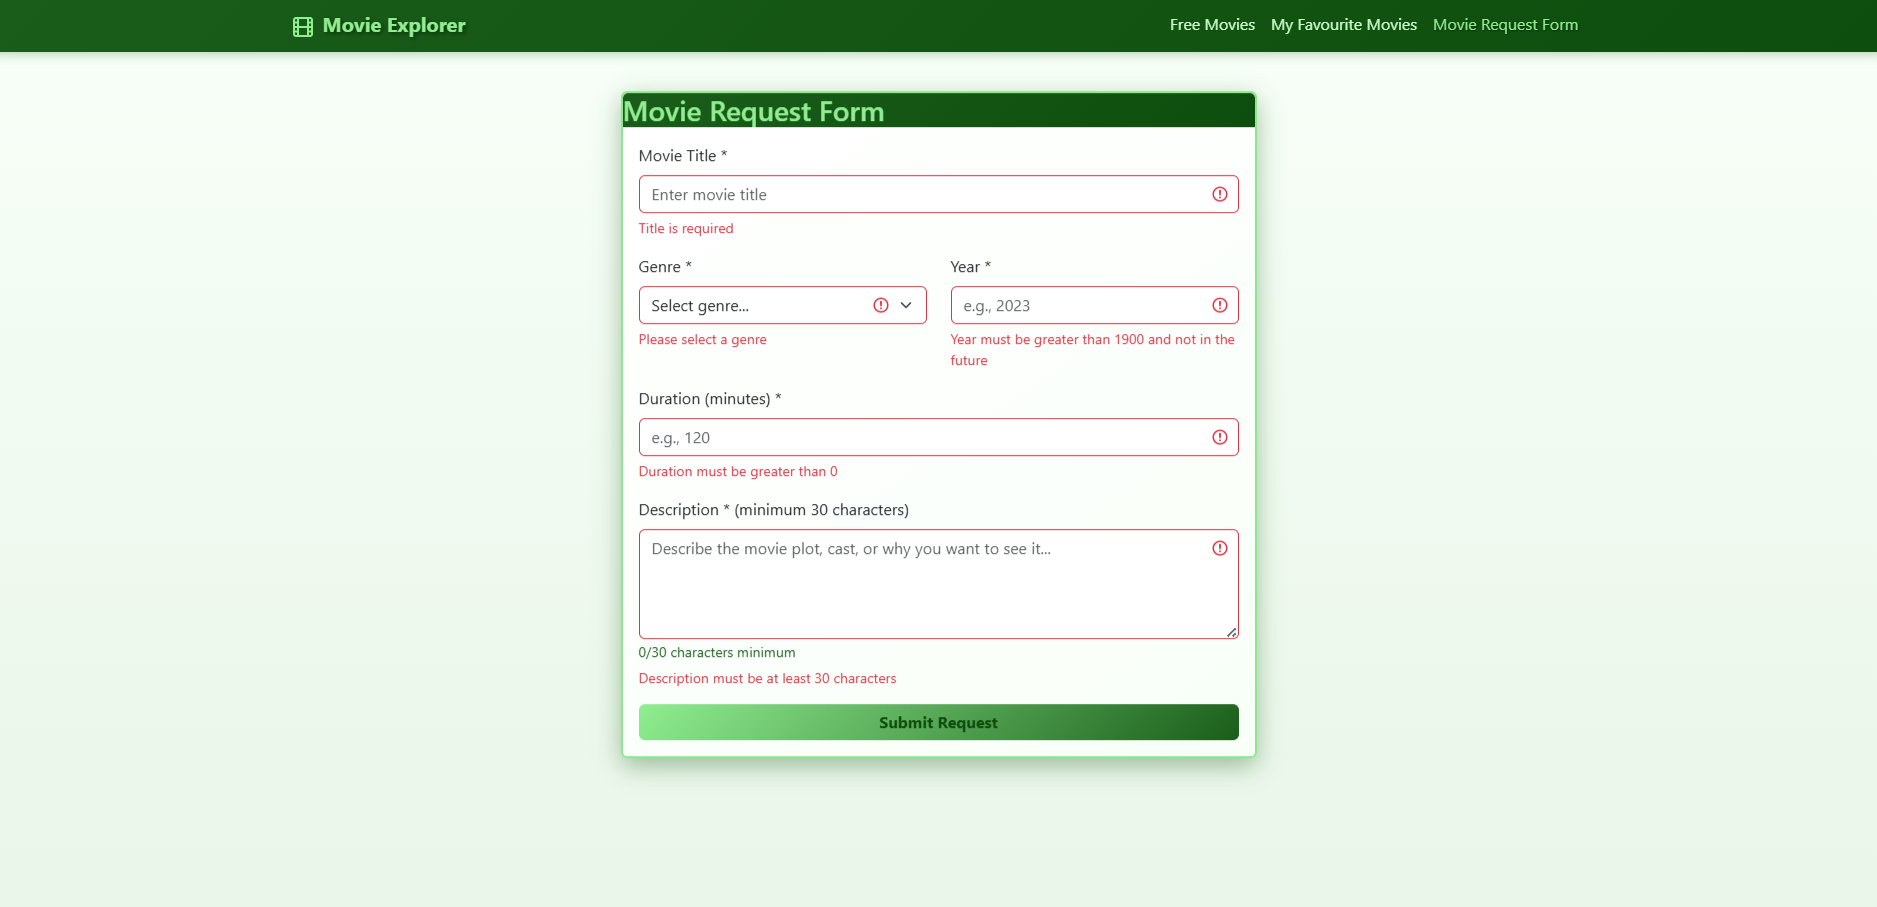 Movie Explorer
Free Movies
My Favourite Movies
Movie Request Form
Movie Request Form
Movie Title *
Enter movie title
Title is required
Genre *
Select genre...
Please select a genre
Year *
e.g., 2023
Year must be greater than 1900 and not in the
future
Duration (minutes) *
e.g., 120
Duration must be greater than 0
Description * (minimum 30 characters)
Describe the movie plot, cast, or why you want to see it...
0/30 characters minimum
Description must be at least 30 characters
Submit Request